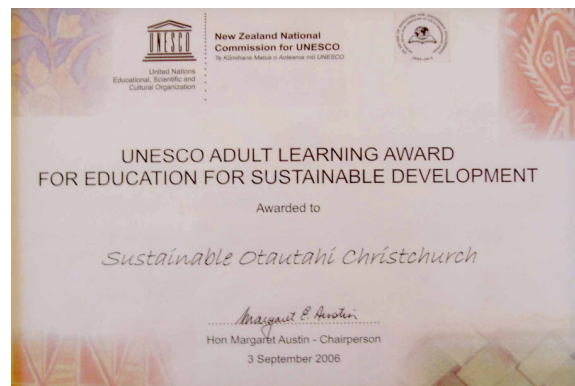 UNESCO
United Nations
Educational, Scientific and
Cultural Organization
New Zealand National
Commission for UNESCO
Te Kōmihana Matua o Aotearoa mō UNESCO
UNESCO ADULT LEARNING AWARD
FOR EDUCATION FOR SUSTAINABLE DEVELOPMENT
Awarded to
Sustainable Otautahi Christchurch
Margaret E. Austin
Hon Margaret Austin - Chairperson
3 September 2006